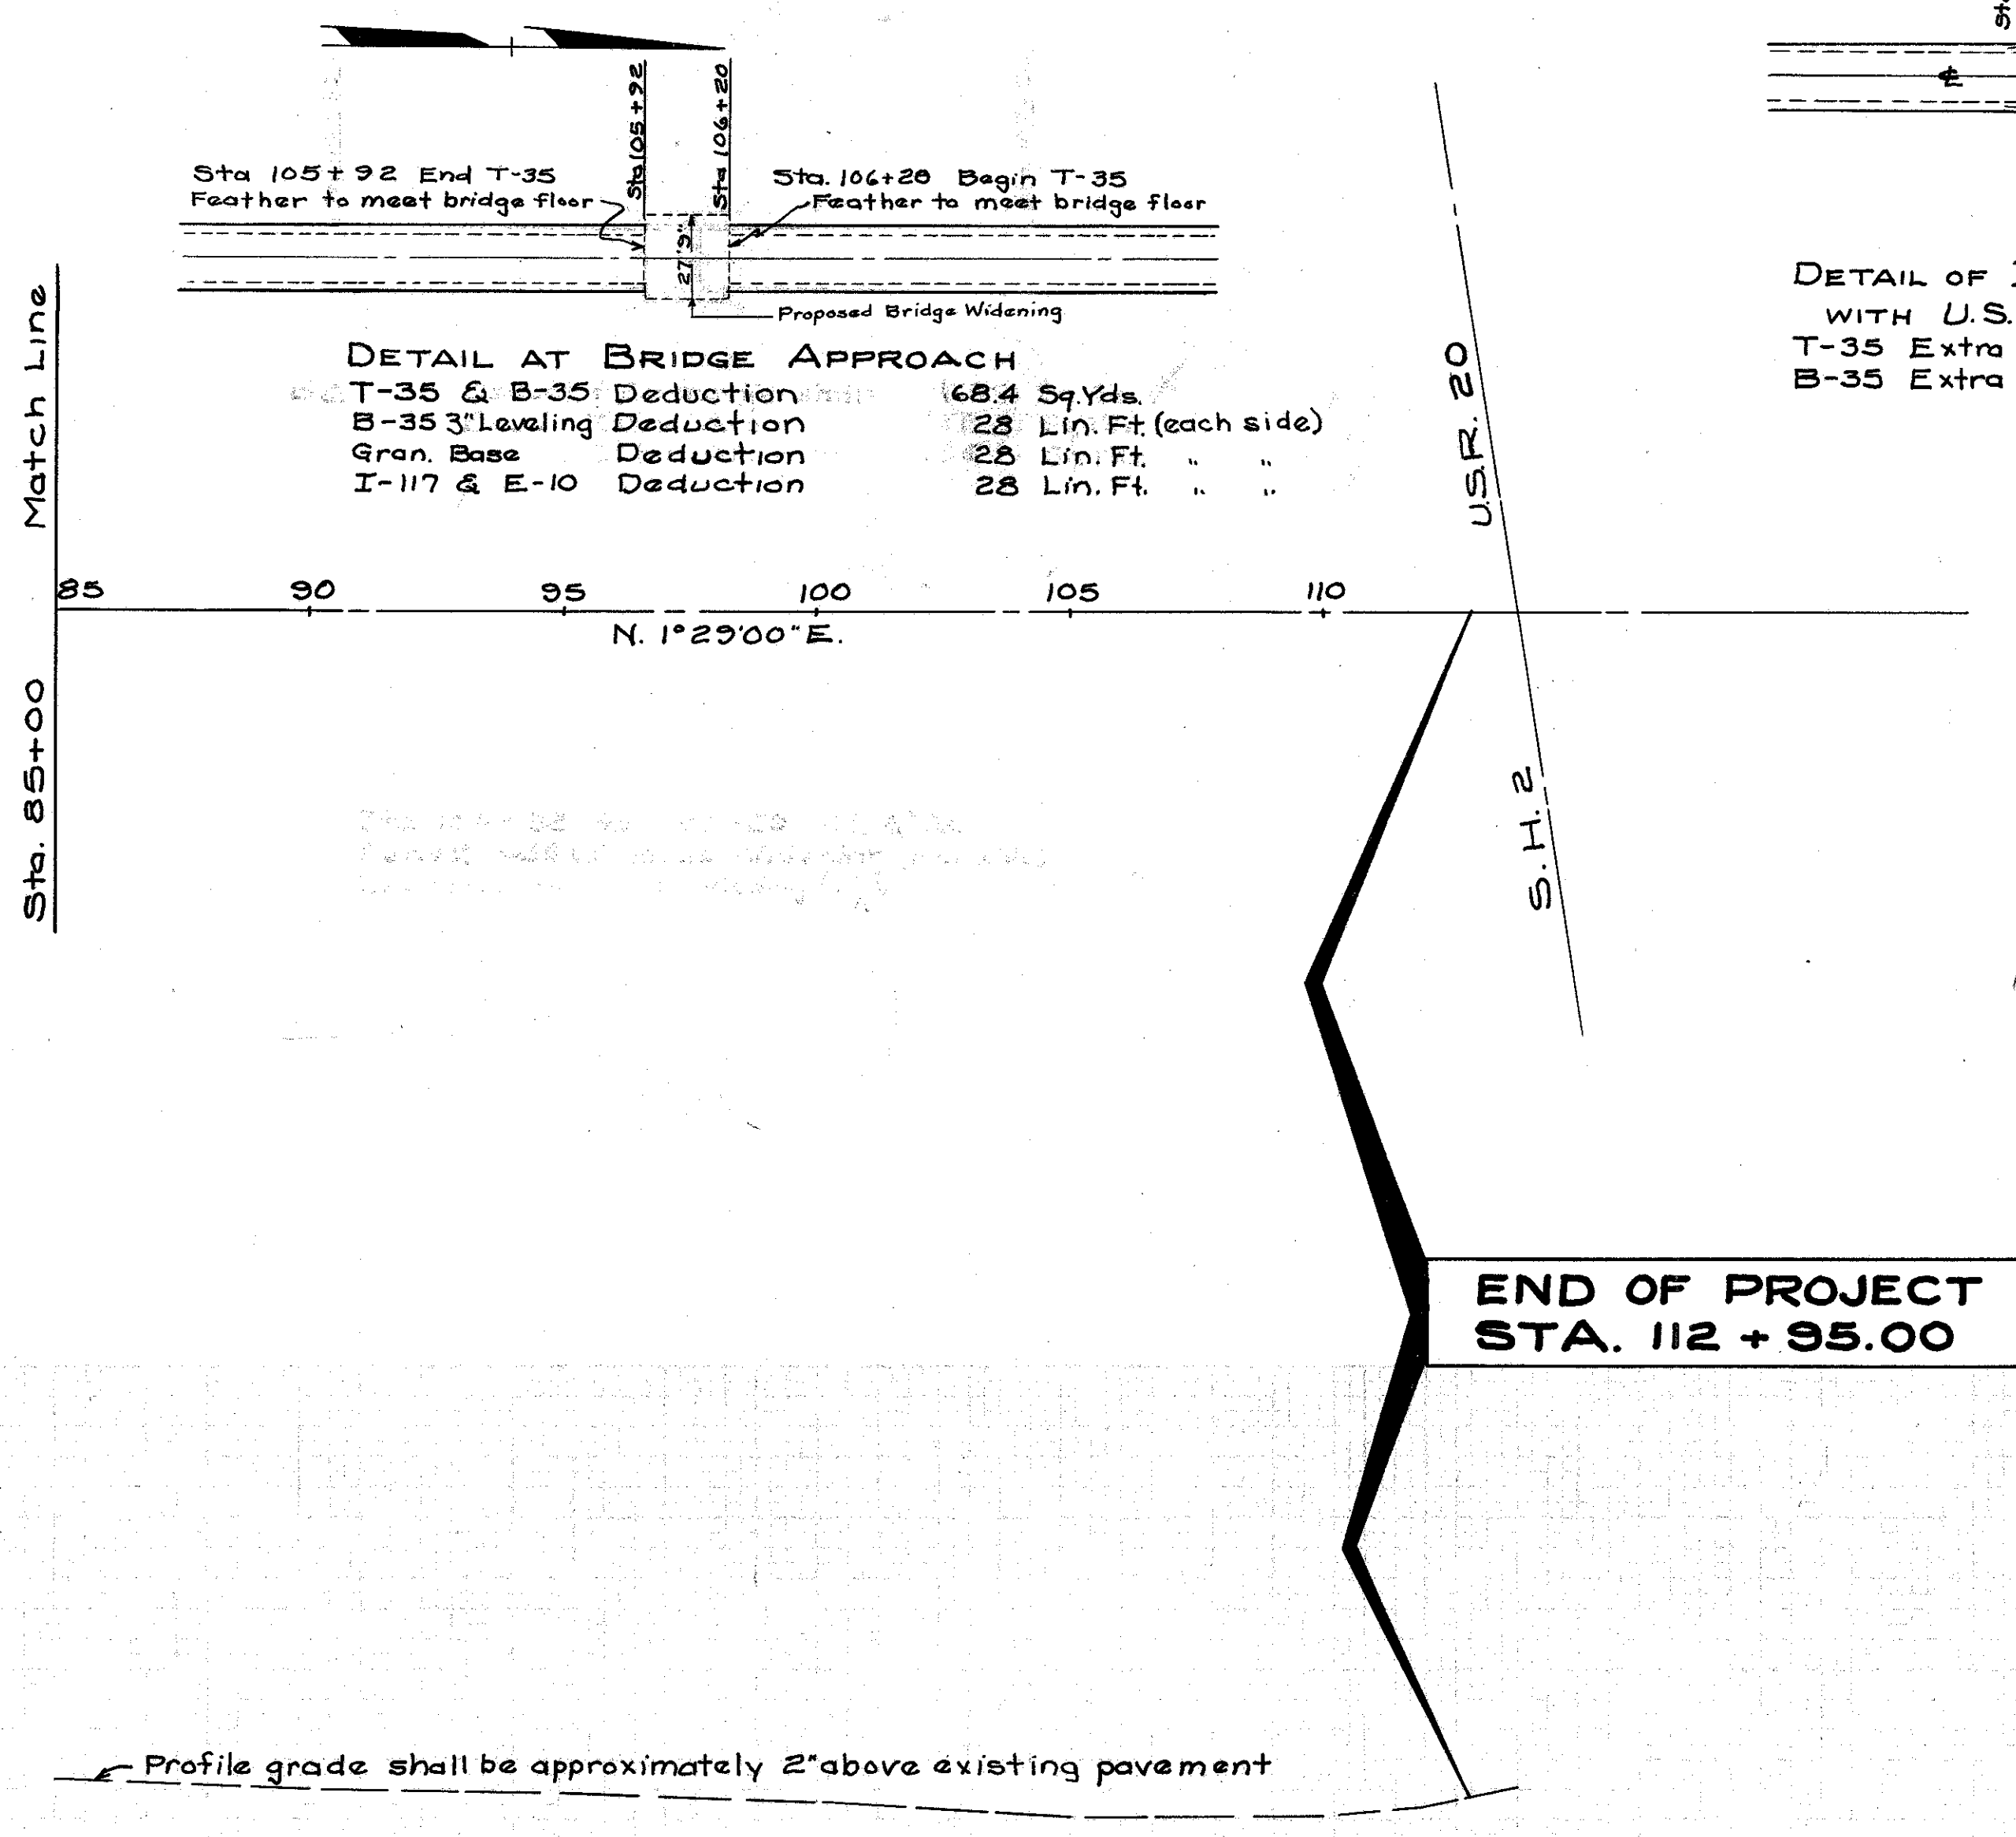 Sta 105+92
Sta 106+20
Sta 105+92 End T-35
Feather to meet bridge floor
Sta. 106+20 Begin T-35
Feather to meet bridge floor
27'9"
Proposed Bridge Widening
DETAIL AT BRIDGE APPROACH
T-35 & B-35 Deduction 68.4 Sq.Yds.
B-35 3" Leveling Deduction 28 Lin. Ft. (each side)
Gran. Base Deduction 28 Lin. Ft. " "
I-117 & E-10 Deduction 28 Lin. Ft. " "
DETAIL OF
WITH U.S.
T-35 Extra
B-35 Extra
Match Line
Sta. 85+00
85 90 95 100 105 110
N. 1°29'00" E.
U.S.R. 20
S. H. 2
END OF PROJECT
STA. 112 + 95.00
Profile grade shall be approximately 2" above existing pavement